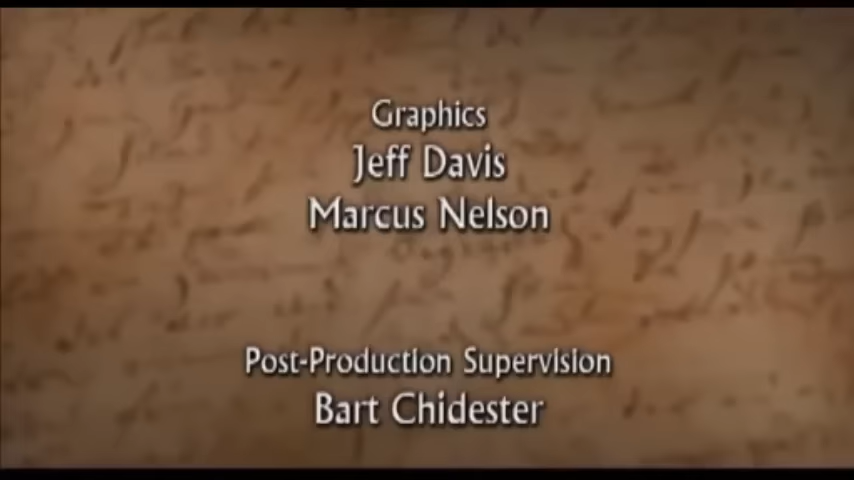 Graphics
Jeff Davis
Marcus Nelson
Post-Production Supervision
Bart Chidester